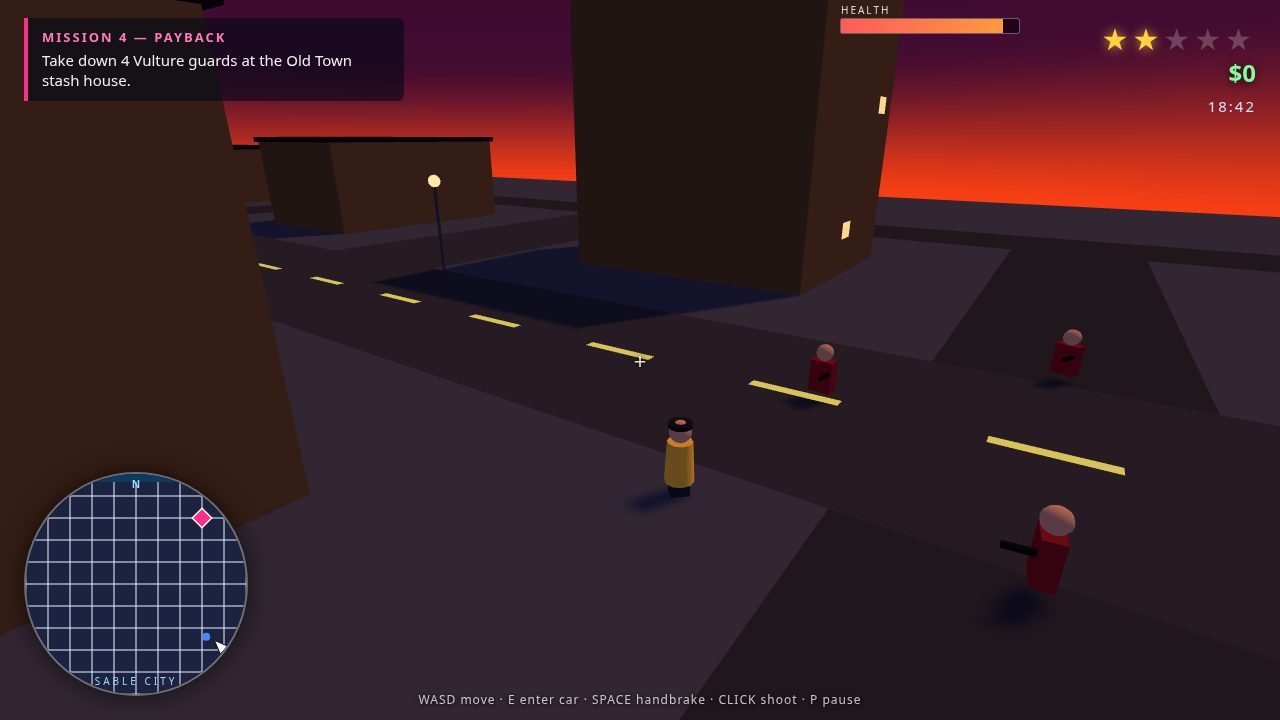 MISSION 4 — PAYBACK
Take down 4 Vulture guards at the Old Town
stash house.
HEALTH
$0
18:42
N
SABLE CITY
WASD move · E enter car · SPACE handbrake · CLICK shoot · P pause